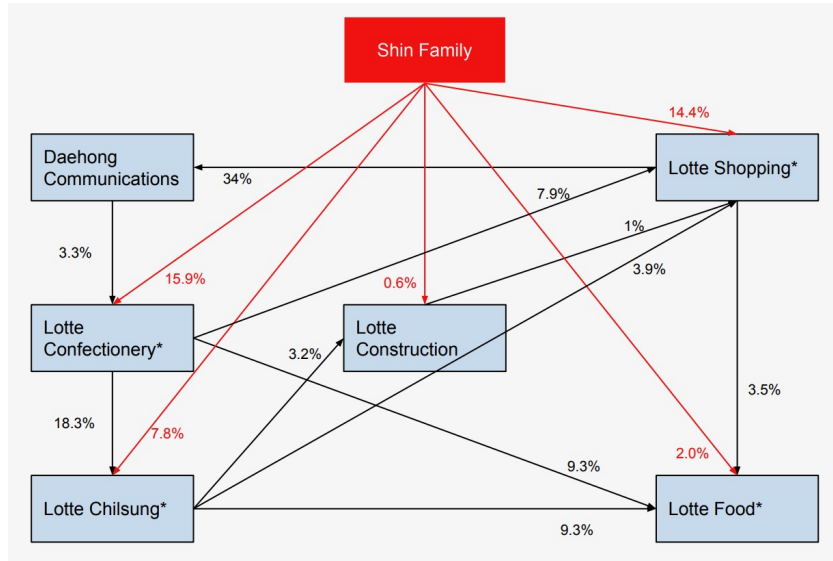 Shin Family
14.4%
Daehong
Communications
Lotte Shopping*
34%
7.9%
1%
3.3%
15.9%
0.6%
3.9%
Lotte
Confectionery*
Lotte
Construction
3.2%
18.3%
7.8%
3.5%
9.3%
2.0%
Lotte Chilsung*
Lotte Food*
9.3%